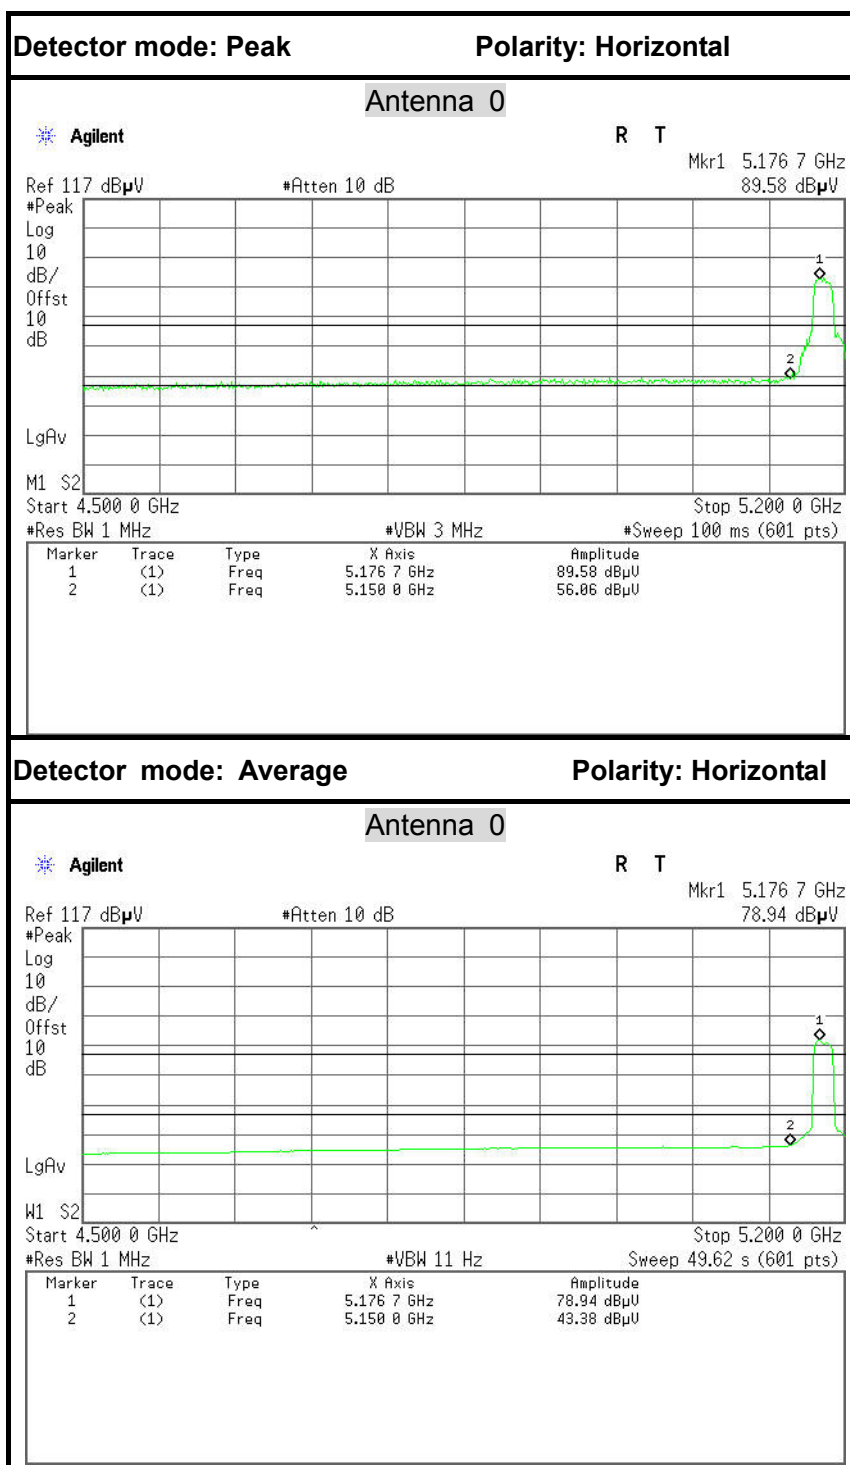 Detector mode: Peak Polarity: Horizontal
Antenna 0
Agilent R T
Mkr1 5.176 7 GHz
Ref 117 dBµV #Atten 10 dB 89.58 dBµV
#Peak
Log
10
dB/
Offst
10
dB
1
2
LgAv
M1 S2
Start 4.500 0 GHz Stop 5.200 0 GHz
#Res BW 1 MHz #VBW 3 MHz #Sweep 100 ms (601 pts)
Marker Trace Type X Axis Amplitude
1 (1) Freq 5.176 7 GHz 89.58 dBµV
2 (1) Freq 5.150 0 GHz 56.06 dBµV
Detector mode: Average Polarity: Horizontal
Antenna 0
Agilent R T
Mkr1 5.176 7 GHz
Ref 117 dBµV #Atten 10 dB 78.94 dBµV
#Peak
Log
10
dB/
Offst
10
dB
1
2
LgAv
W1 S2
Start 4.500 0 GHz ^ Stop 5.200 0 GHz
#Res BW 1 MHz #VBW 11 Hz Sweep 49.62 s (601 pts)
Marker Trace Type X Axis Amplitude
1 (1) Freq 5.176 7 GHz 78.94 dBµV
2 (1) Freq 5.150 0 GHz 43.38 dBµV